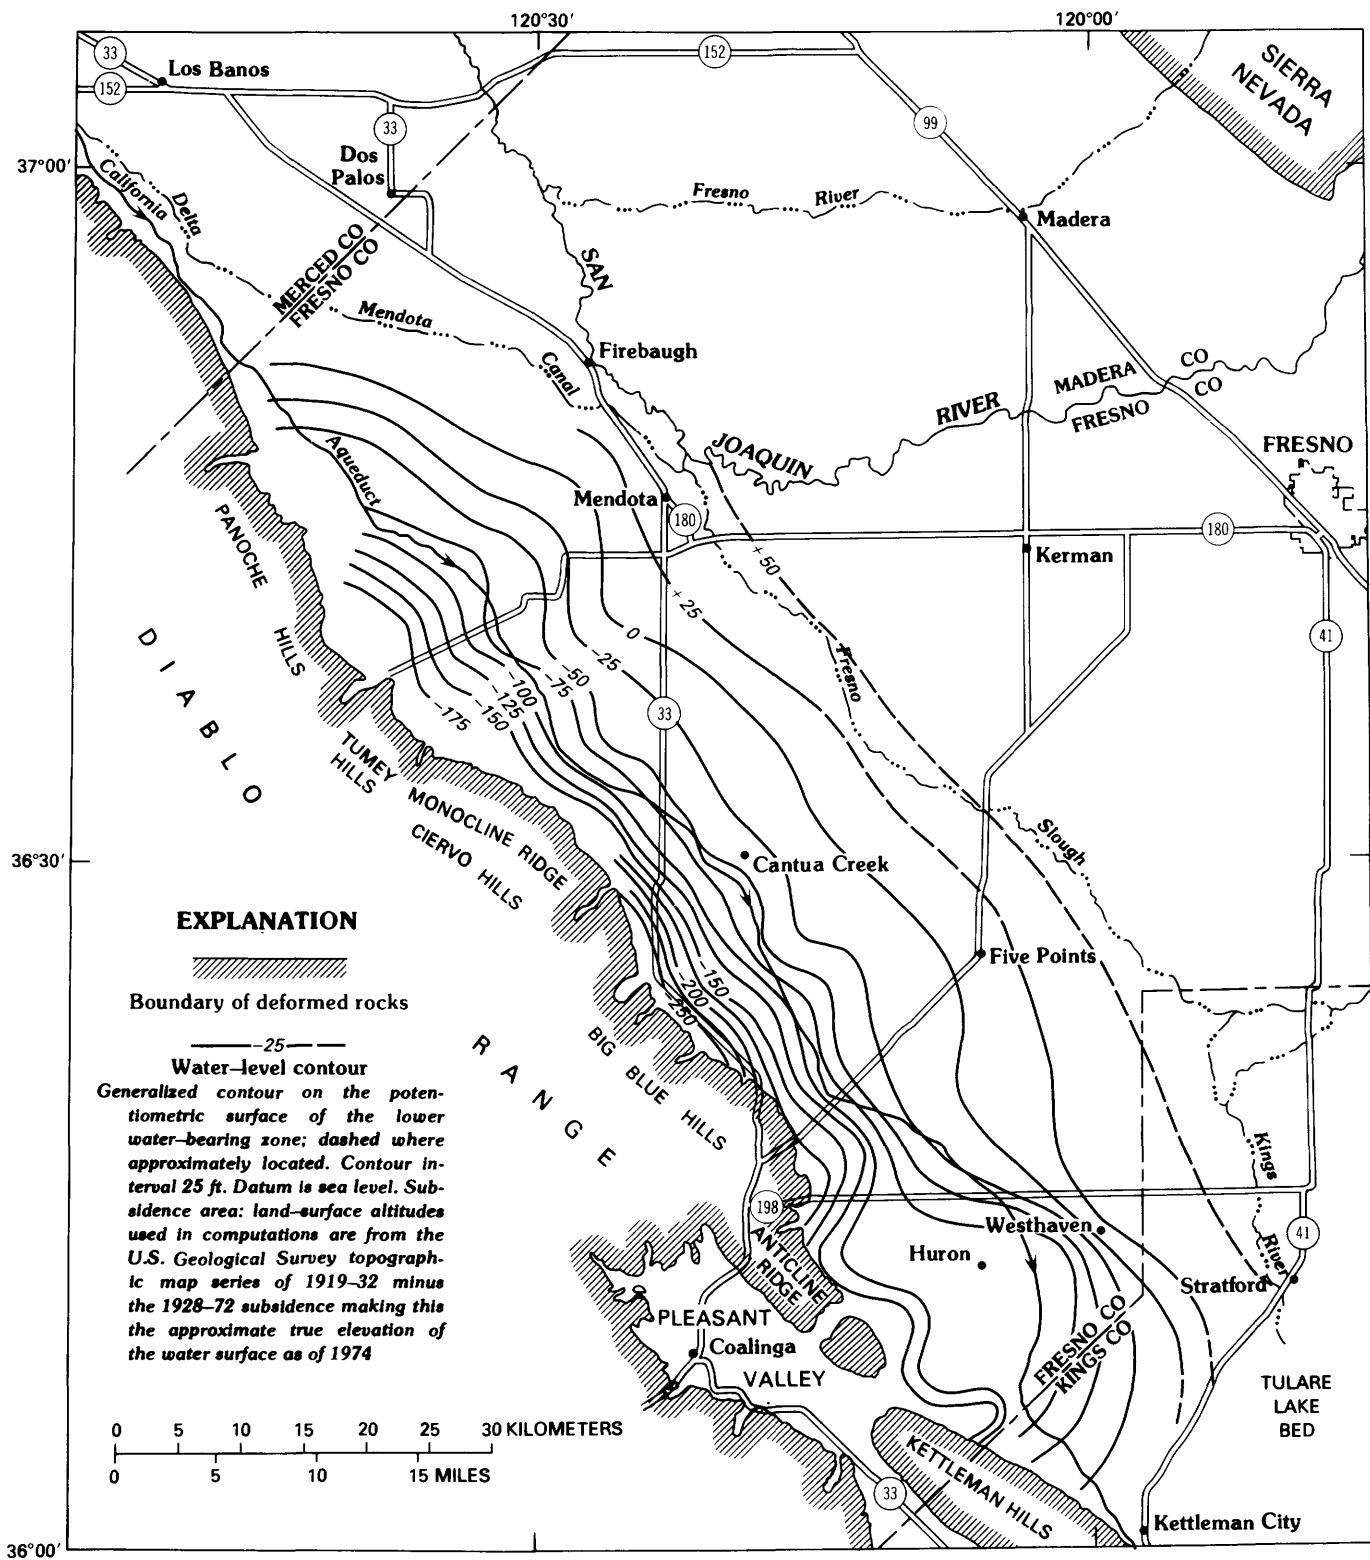 120°30′
120°00′
33
Los Banos
152
152
SIERRA
NEVADA
99
33
Dos
Palos
37°00′
California
Delta
Fresno
River
Madera
MERCED CO
FRESNO CO
SAN
Mendota
Firebaugh
Canal
MADERA
CO
FRESNO
CO
RIVER
JOAQUIN
FRESNO
Aqueduct
Mendota
180
180
Kerman
PANOCHE
HILLS
+50
+25
0
-25
-50
-75
-100
-125
-150
-175
41
Fresno
33
DIABLO
TUMEY
HILLS
MONOCLINE RIDGE
CIERVO HILLS
Slough
36°30′
Cantua Creek
EXPLANATION
Boundary of deformed rocks
-25
Water-level contour
Generalized contour on the poten-
tiometric surface of the lower
water-bearing zone; dashed where
approximately located. Contour in-
terval 25 ft. Datum is sea level. Sub-
sidence area: land-surface altitudes
used in computations are from the
U.S. Geological Survey topograph-
ic map series of 1919-32 minus
the 1928-72 subsidence making this
the approximate true elevation of
the water surface as of 1974
Five Points
-150
-200
-250
RANGE
BIG BLUE HILLS
Kings
River
198
Westhaven
41
Huron
Stratford
ANTICLINE
RIDGE
PLEASANT
VALLEY
Coalinga
FRESNO CO
KINGS CO
TULARE
LAKE
BED
0 5 10 15 20 25 30 KILOMETERS
0 5 10 15 MILES
KETTLEMAN HILLS
33
Kettleman City
36°00′